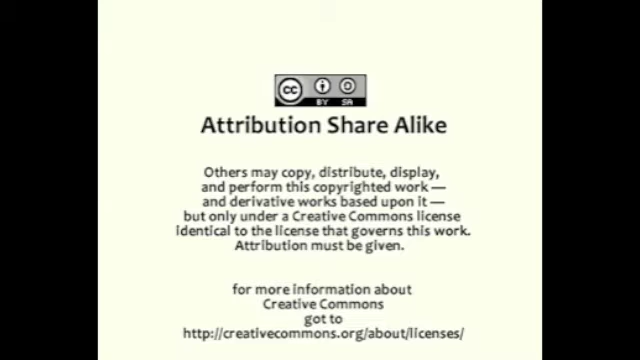 cc
BY SA
Attribution Share Alike
Others may copy, distribute, display,
and perform this copyrighted work —
and derivative works based upon it —
but only under a Creative Commons license
identical to the license that governs this work.
Attribution must be given.
for more information about
Creative Commons
got to
http://creativecommons.org/about/licenses/